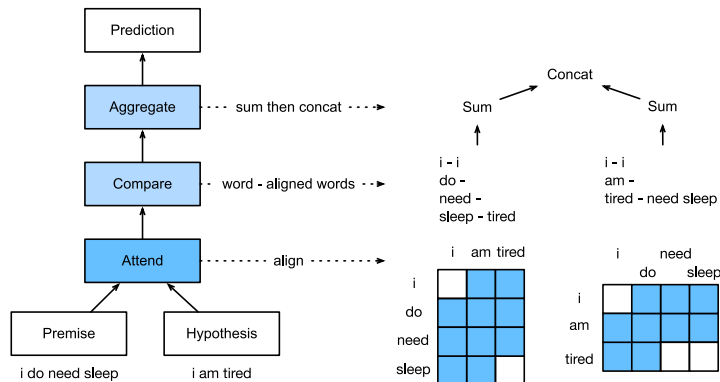 Prediction
Aggregate
sum then concat
Compare
word - aligned words
Attend
align
Premise
Hypothesis
i do need sleep
i am tired
Concat
Sum
Sum
i - i
do -
need -
sleep - tired
i - i
am -
tired - need sleep
i am tired
i
do
need
sleep
i need
do sleep
i
am
tired